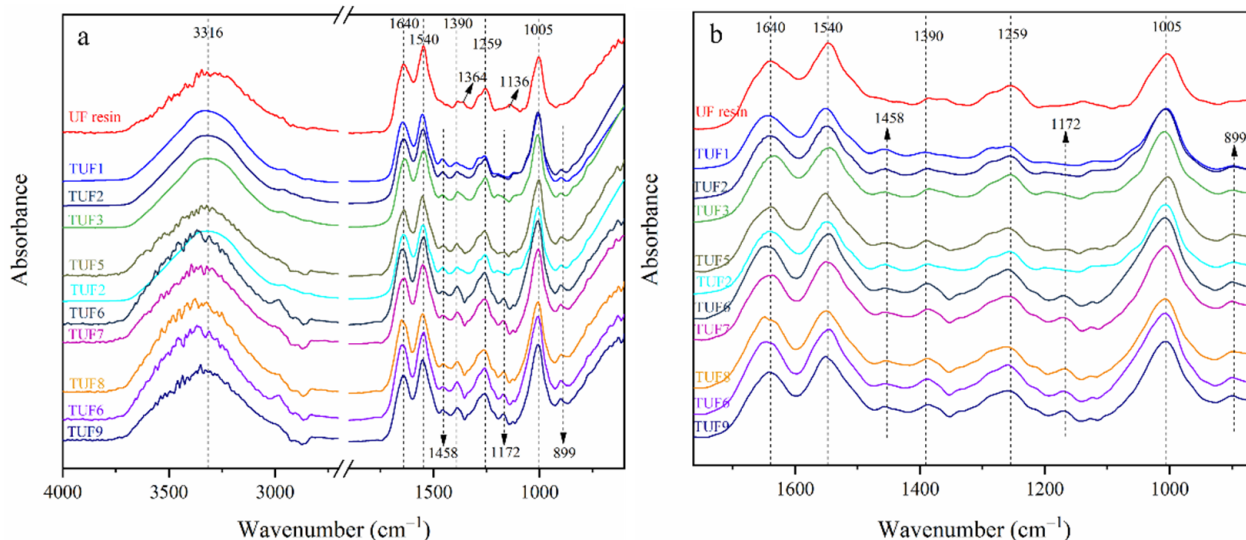 a
3316
1640
1540
1390
1259
1005
1364
1136
UF resin
TUF1
TUF2
TUF3
TUF5
TUF2
TUF6
TUF7
TUF8
TUF6
TUF9
1458
1172
899
4000
3500
3000
1500
1000
Absorbance
Wavenumber (cm⁻¹)
b
1640
1540
1390
1259
1005
UF resin
1458
1172
899
TUF1
TUF2
TUF3
TUF5
TUF2
TUF6
TUF7
TUF8
TUF6
TUF9
1600
1400
1200
1000
Absorbance
Wavenumber (cm⁻¹)